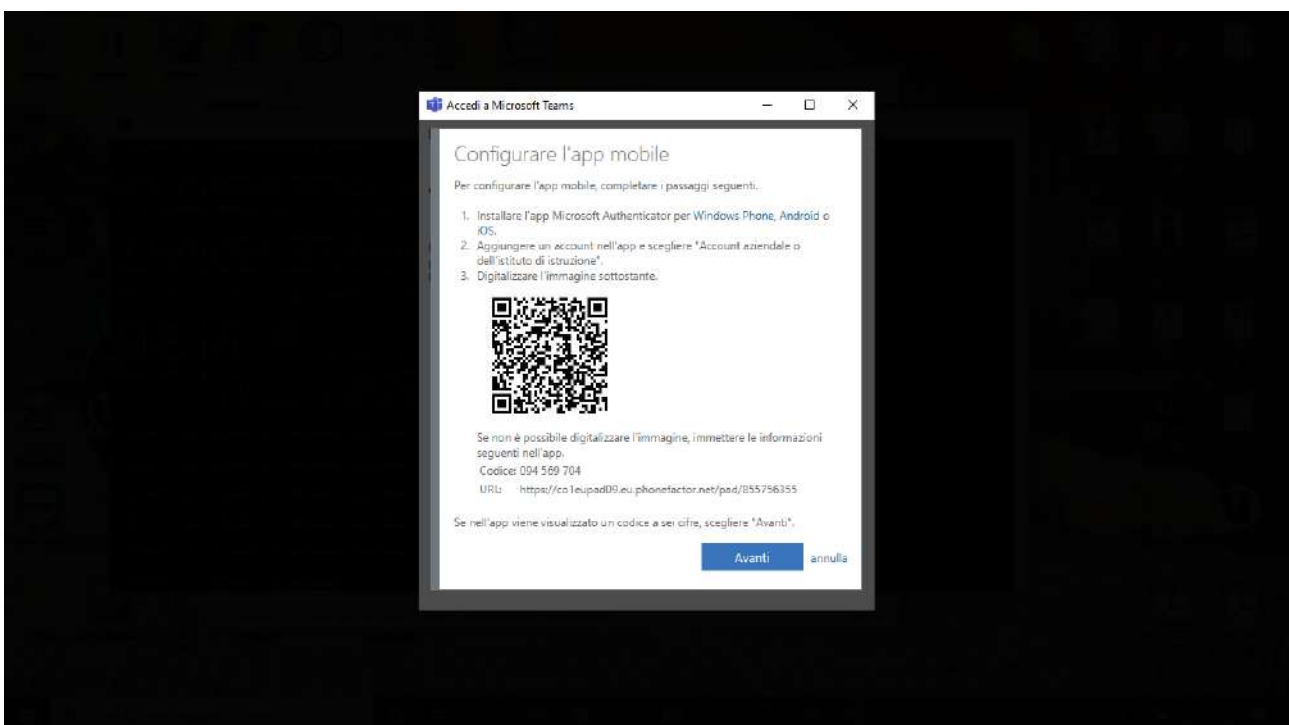 Accedi a Microsoft Teams
Configurare l'app mobile
Per configurare l'app mobile, completare i passaggi seguenti.
1. Installare l'app Microsoft Authenticator per Windows Phone, Android o
iOS.
2. Aggiungere un account nell'app e scegliere "Account aziendale o
dell'istituto di istruzione".
3. Digitalizzare l'immagine sottostante.
Se non è possibile digitalizzare l'immagine, immettere le informazioni
seguenti nell'app.
Codice: 094 569 704
URL: https://co1eupad09.eu.phonefactor.net/pad/855756355
Se nell'app viene visualizzato un codice a sei cifre, scegliere "Avanti".
Avanti annulla